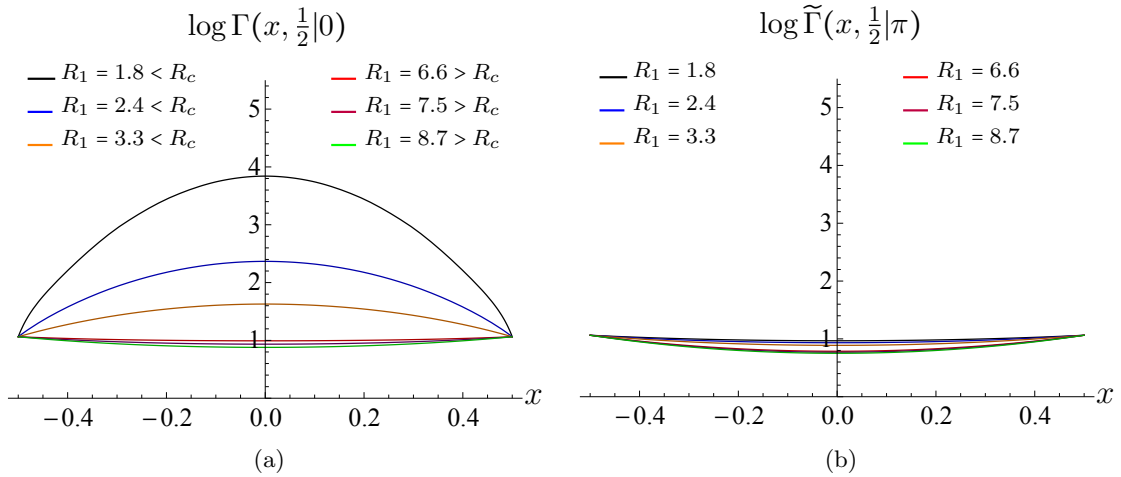 log Γ(x, ½|0)
R₁ = 1.8 < R_c
R₁ = 6.6 > R_c
R₁ = 2.4 < R_c
R₁ = 7.5 > R_c
R₁ = 3.3 < R_c
R₁ = 8.7 > R_c
5
4
3
2
1
x
−0.4 −0.2 0.0 0.2 0.4
(a)
log Γ̃(x, ½|π)
R₁ = 1.8
R₁ = 6.6
R₁ = 2.4
R₁ = 7.5
R₁ = 3.3
R₁ = 8.7
5
4
3
2
1
x
−0.4 −0.2 0.0 0.2 0.4
(b)